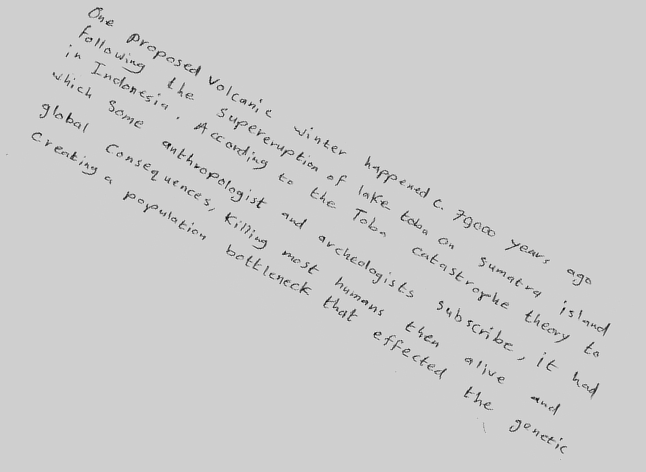 One proposed volcanic winter happened c. 70000 years ago
following the supereruption of lake toba on sumatra island
in Indonesia. According to the Toba catastrophe theory to
which some anthropologist and archeologists subscribe, it had
global consequences, killing most humans then alive and
creating a population bottleneck that effected the genetic